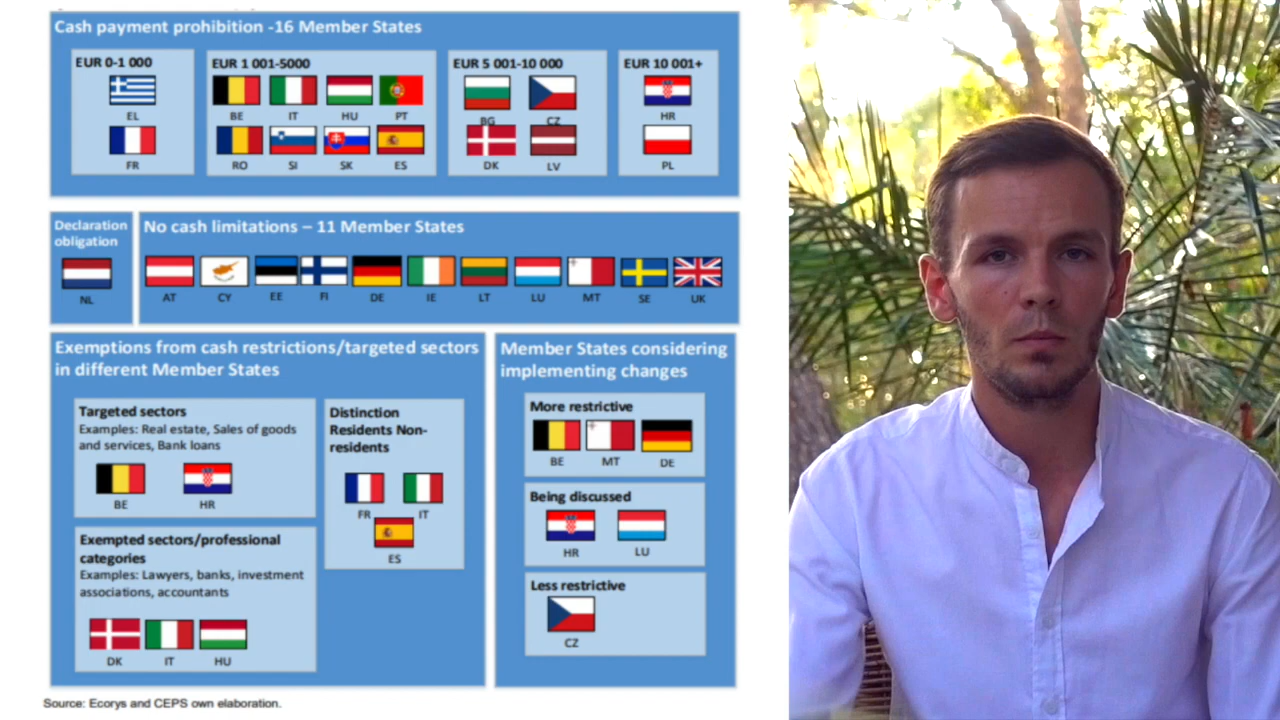 Cash payment prohibition -16 Member States
EUR 0-1 000
EL
FR
EUR 1 001-5000
BE IT HU PT
RO SI SK ES
EUR 5 001-10 000
BG CZ
DK LV
EUR 10 001+
HR
PL
Declaration
obligation
NL
No cash limitations – 11 Member States
AT CY EE FI DE IE LT LU MT SE UK
Exemptions from cash restrictions/targeted sectors
in different Member States
Targeted sectors
Examples: Real estate, Sales of goods
and services, Bank loans
BE HR
Exempted sectors/professional
categories
Examples: Lawyers, banks, investment
associations, accountants
DK IT HU
Distinction
Residents Non-
residents
FR IT
ES
Member States considering
implementing changes
More restrictive
BE MT DE
Being discussed
HR LU
Less restrictive
CZ
Source: Ecorys and CEPS own elaboration.